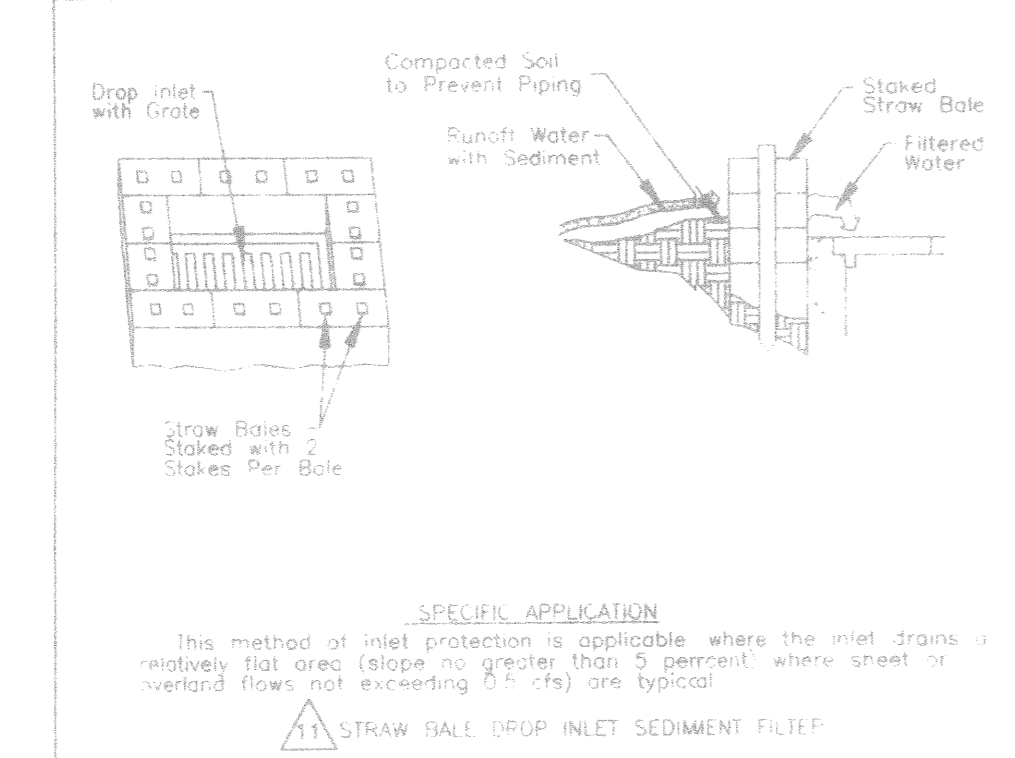 Drop Inlet
with Grate
Compacted Soil
to Prevent Piping
Runoft Water
with Sediment
Staked
Straw Bale
Filtered
Water
Straw Bales
Staked with 2
Stakes Per Bale
SPECIFIC APPLICATION
This method of inlet protection is applicable where the inlet drains a
relatively flat area (slope no greater than 5 perrcent) where sheet or
overland flows not exceeding 0.5 cfs) are typiccal
11 STRAW BALE DROP INLET SEDIMMENT FILTER